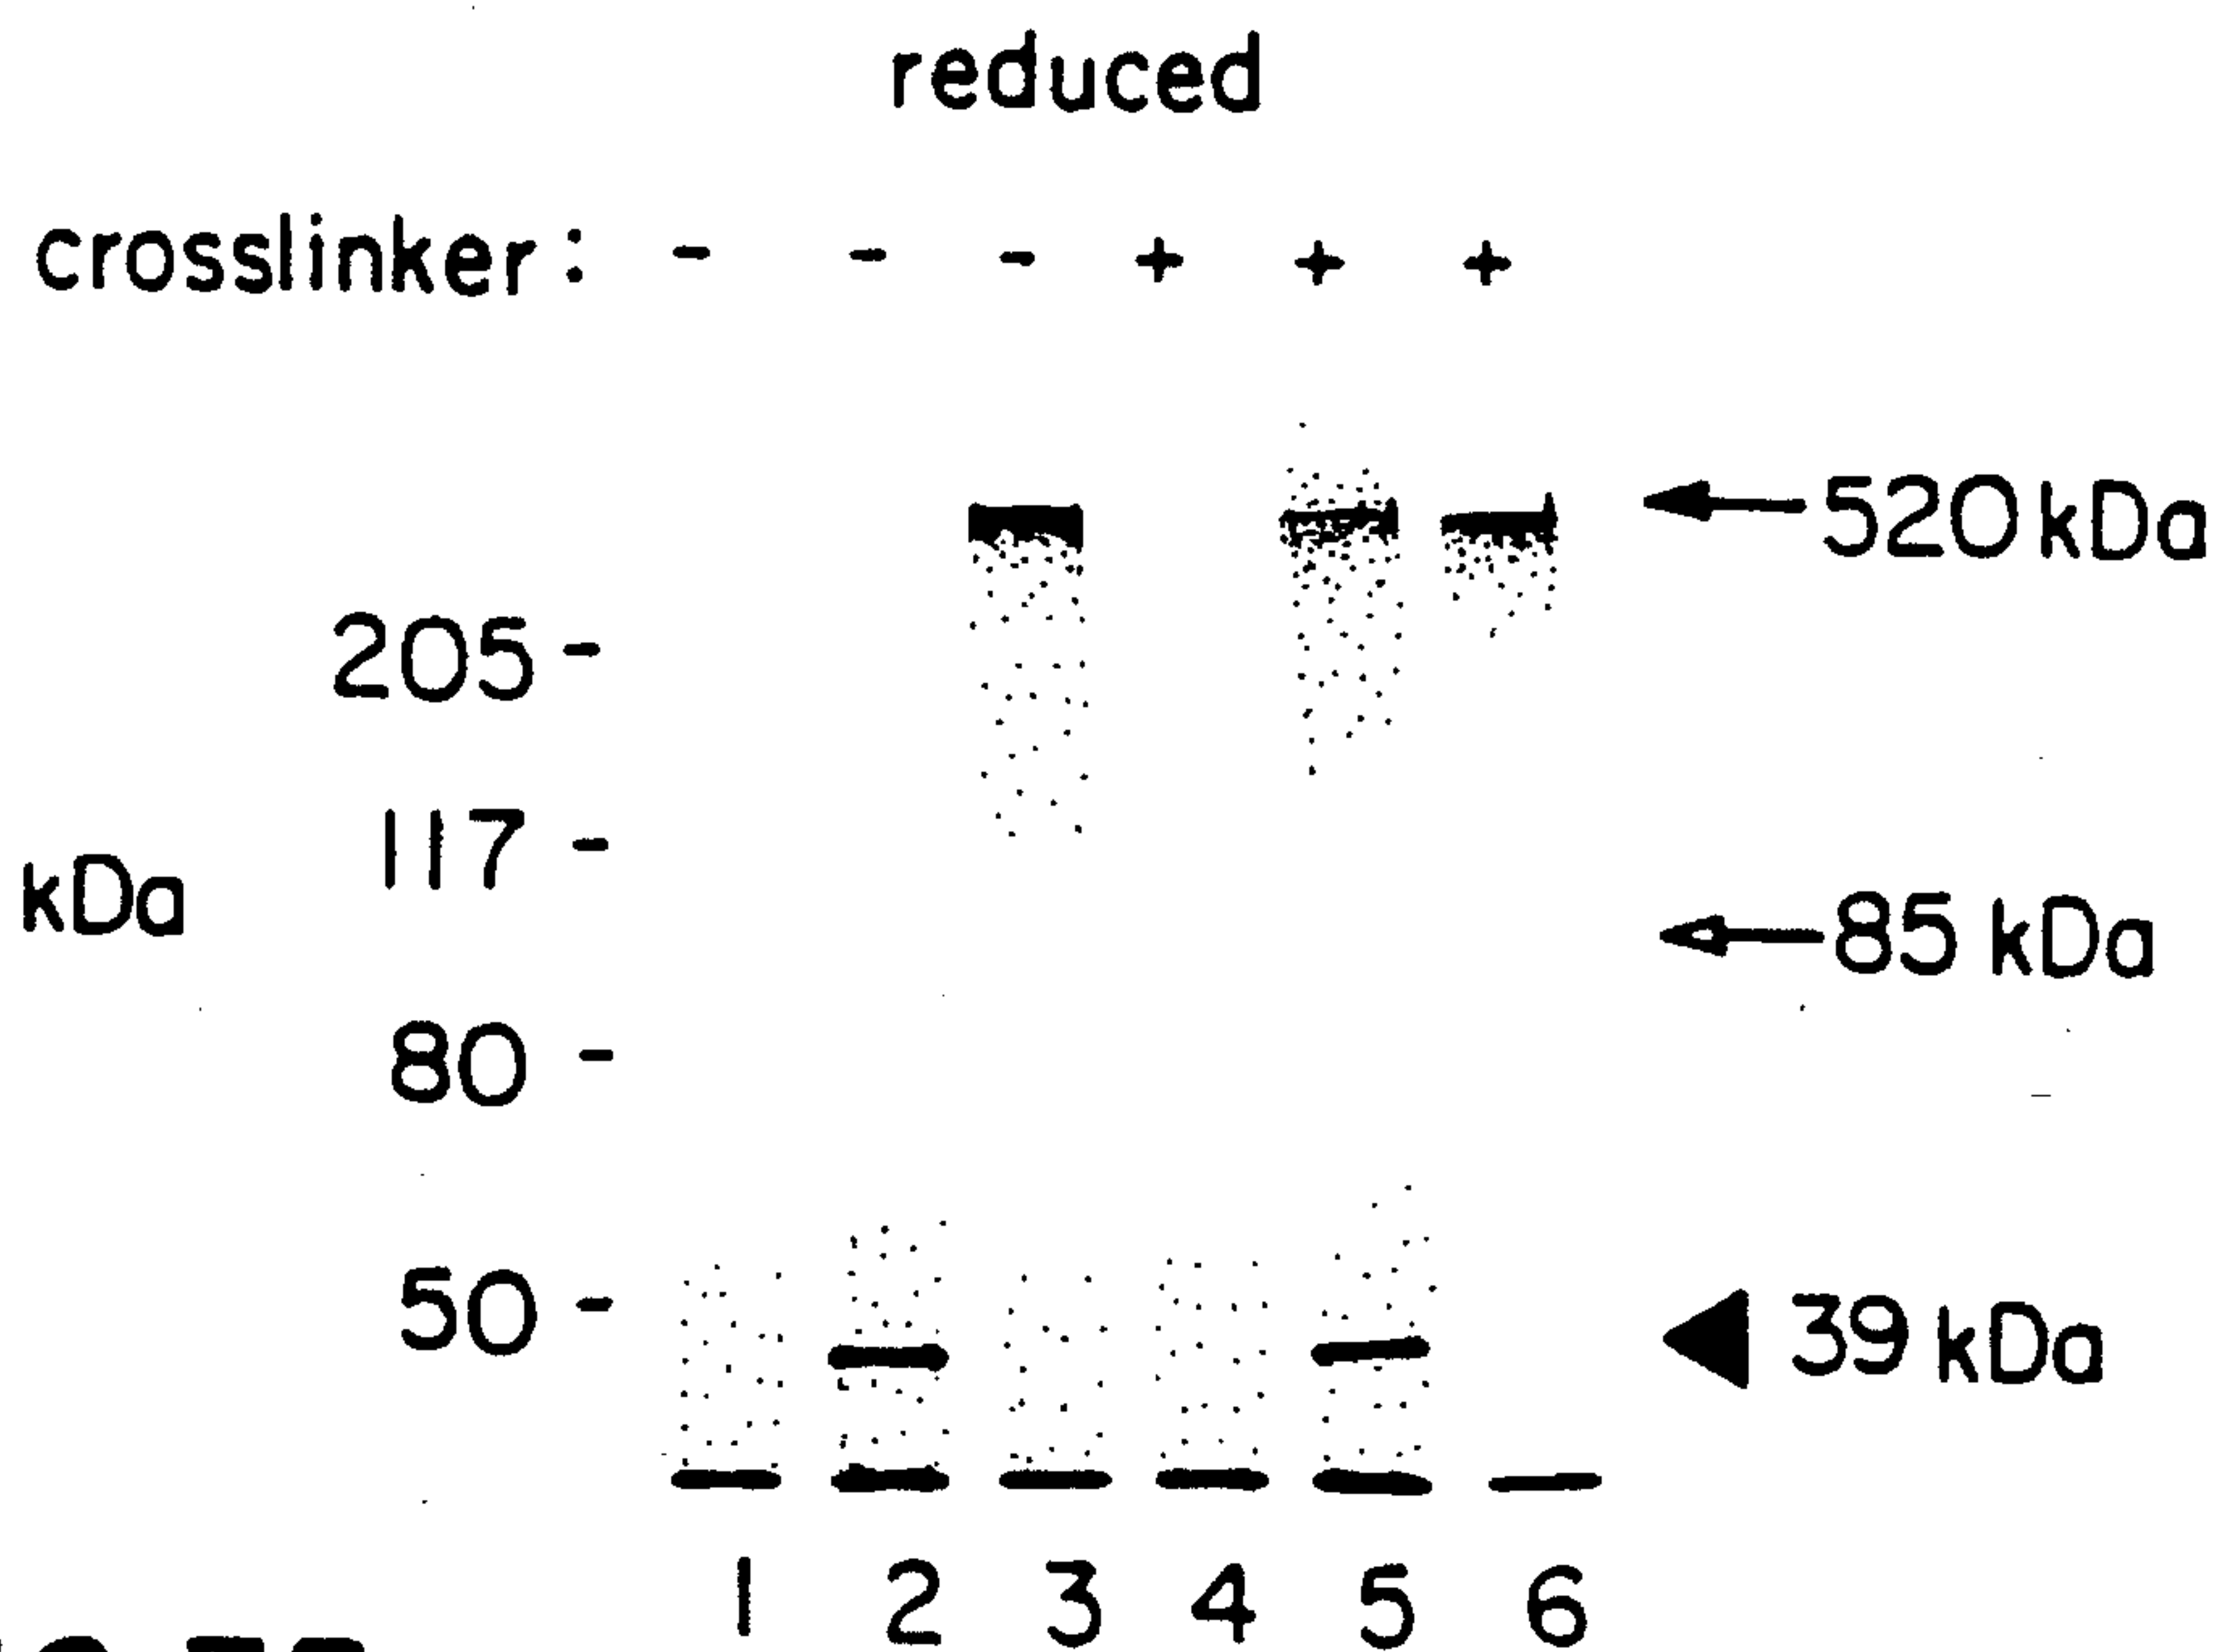 reduced
crosslinker: - - - + + +
520 kDa
205 -
117 -
kDa
85 kDa
80 -
50 -
39 kDa
1 2 3 4 5 6